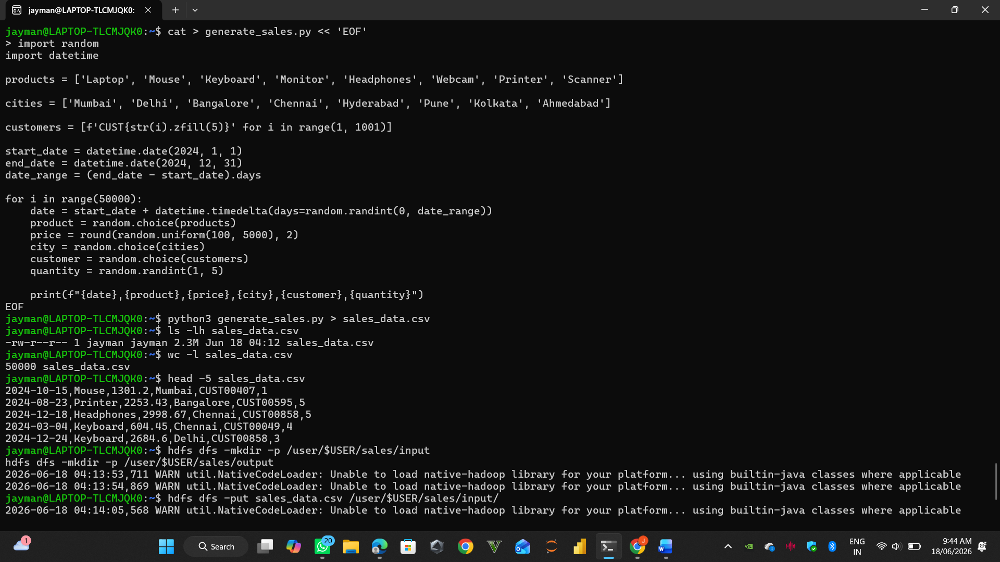 jayman@LAPTOP-TLCMJQK0:
jayman@LAPTOP-TLCMJQK0:~$ cat > generate_sales.py << 'EOF'
> import random
import datetime
products = ['Laptop', 'Mouse', 'Keyboard', 'Monitor', 'Headphones', 'Webcam', 'Printer', 'Scanner']
cities = ['Mumbai', 'Delhi', 'Bangalore', 'Chennai', 'Hyderabad', 'Pune', 'Kolkata', 'Ahmedabad']
customers = [f'CUST{str(i).zfill(5)}' for i in range(1, 1001)]
start_date = datetime.date(2024, 1, 1)
end_date = datetime.date(2024, 12, 31)
date_range = (end_date - start_date).days
for i in range(50000):
    date = start_date + datetime.timedelta(days=random.randint(0, date_range))
    product = random.choice(products)
    price = round(random.uniform(100, 5000), 2)
    city = random.choice(cities)
    customer = random.choice(customers)
    quantity = random.randint(1, 5)
    print(f"{date},{product},{price},{city},{customer},{quantity}")
EOF
jayman@LAPTOP-TLCMJQK0:~$ python3 generate_sales.py > sales_data.csv
jayman@LAPTOP-TLCMJQK0:~$ ls -lh sales_data.csv
-rw-r--r-- 1 jayman jayman 2.3M Jun 18 04:12 sales_data.csv
jayman@LAPTOP-TLCMJQK0:~$ wc -l sales_data.csv
50000 sales_data.csv
jayman@LAPTOP-TLCMJQK0:~$ head -5 sales_data.csv
2024-10-15,Mouse,1301.2,Mumbai,CUST00407,1
2024-08-23,Printer,2253.43,Bangalore,CUST00595,5
2024-12-18,Headphones,2998.67,Chennai,CUST00858,5
2024-03-04,Keyboard,604.45,Chennai,CUST00049,4
2024-12-24,Keyboard,2684.6,Delhi,CUST00858,3
jayman@LAPTOP-TLCMJQK0:~$ hdfs dfs -mkdir -p /user/$USER/sales/input
hdfs dfs -mkdir -p /user/$USER/sales/output
2026-06-18 04:13:53,711 WARN util.NativeCodeLoader: Unable to load native-hadoop library for your platform... using builtin-java classes where applicable
2026-06-18 04:13:54,869 WARN util.NativeCodeLoader: Unable to load native-hadoop library for your platform... using builtin-java classes where applicable
jayman@LAPTOP-TLCMJQK0:~$ hdfs dfs -put sales_data.csv /user/$USER/sales/input/
2026-06-18 04:14:05,568 WARN util.NativeCodeLoader: Unable to load native-hadoop library for your platform... using builtin-java classes where applicable
1
Search
20
J
ENG
IN
9:44 AM
18/06/2026